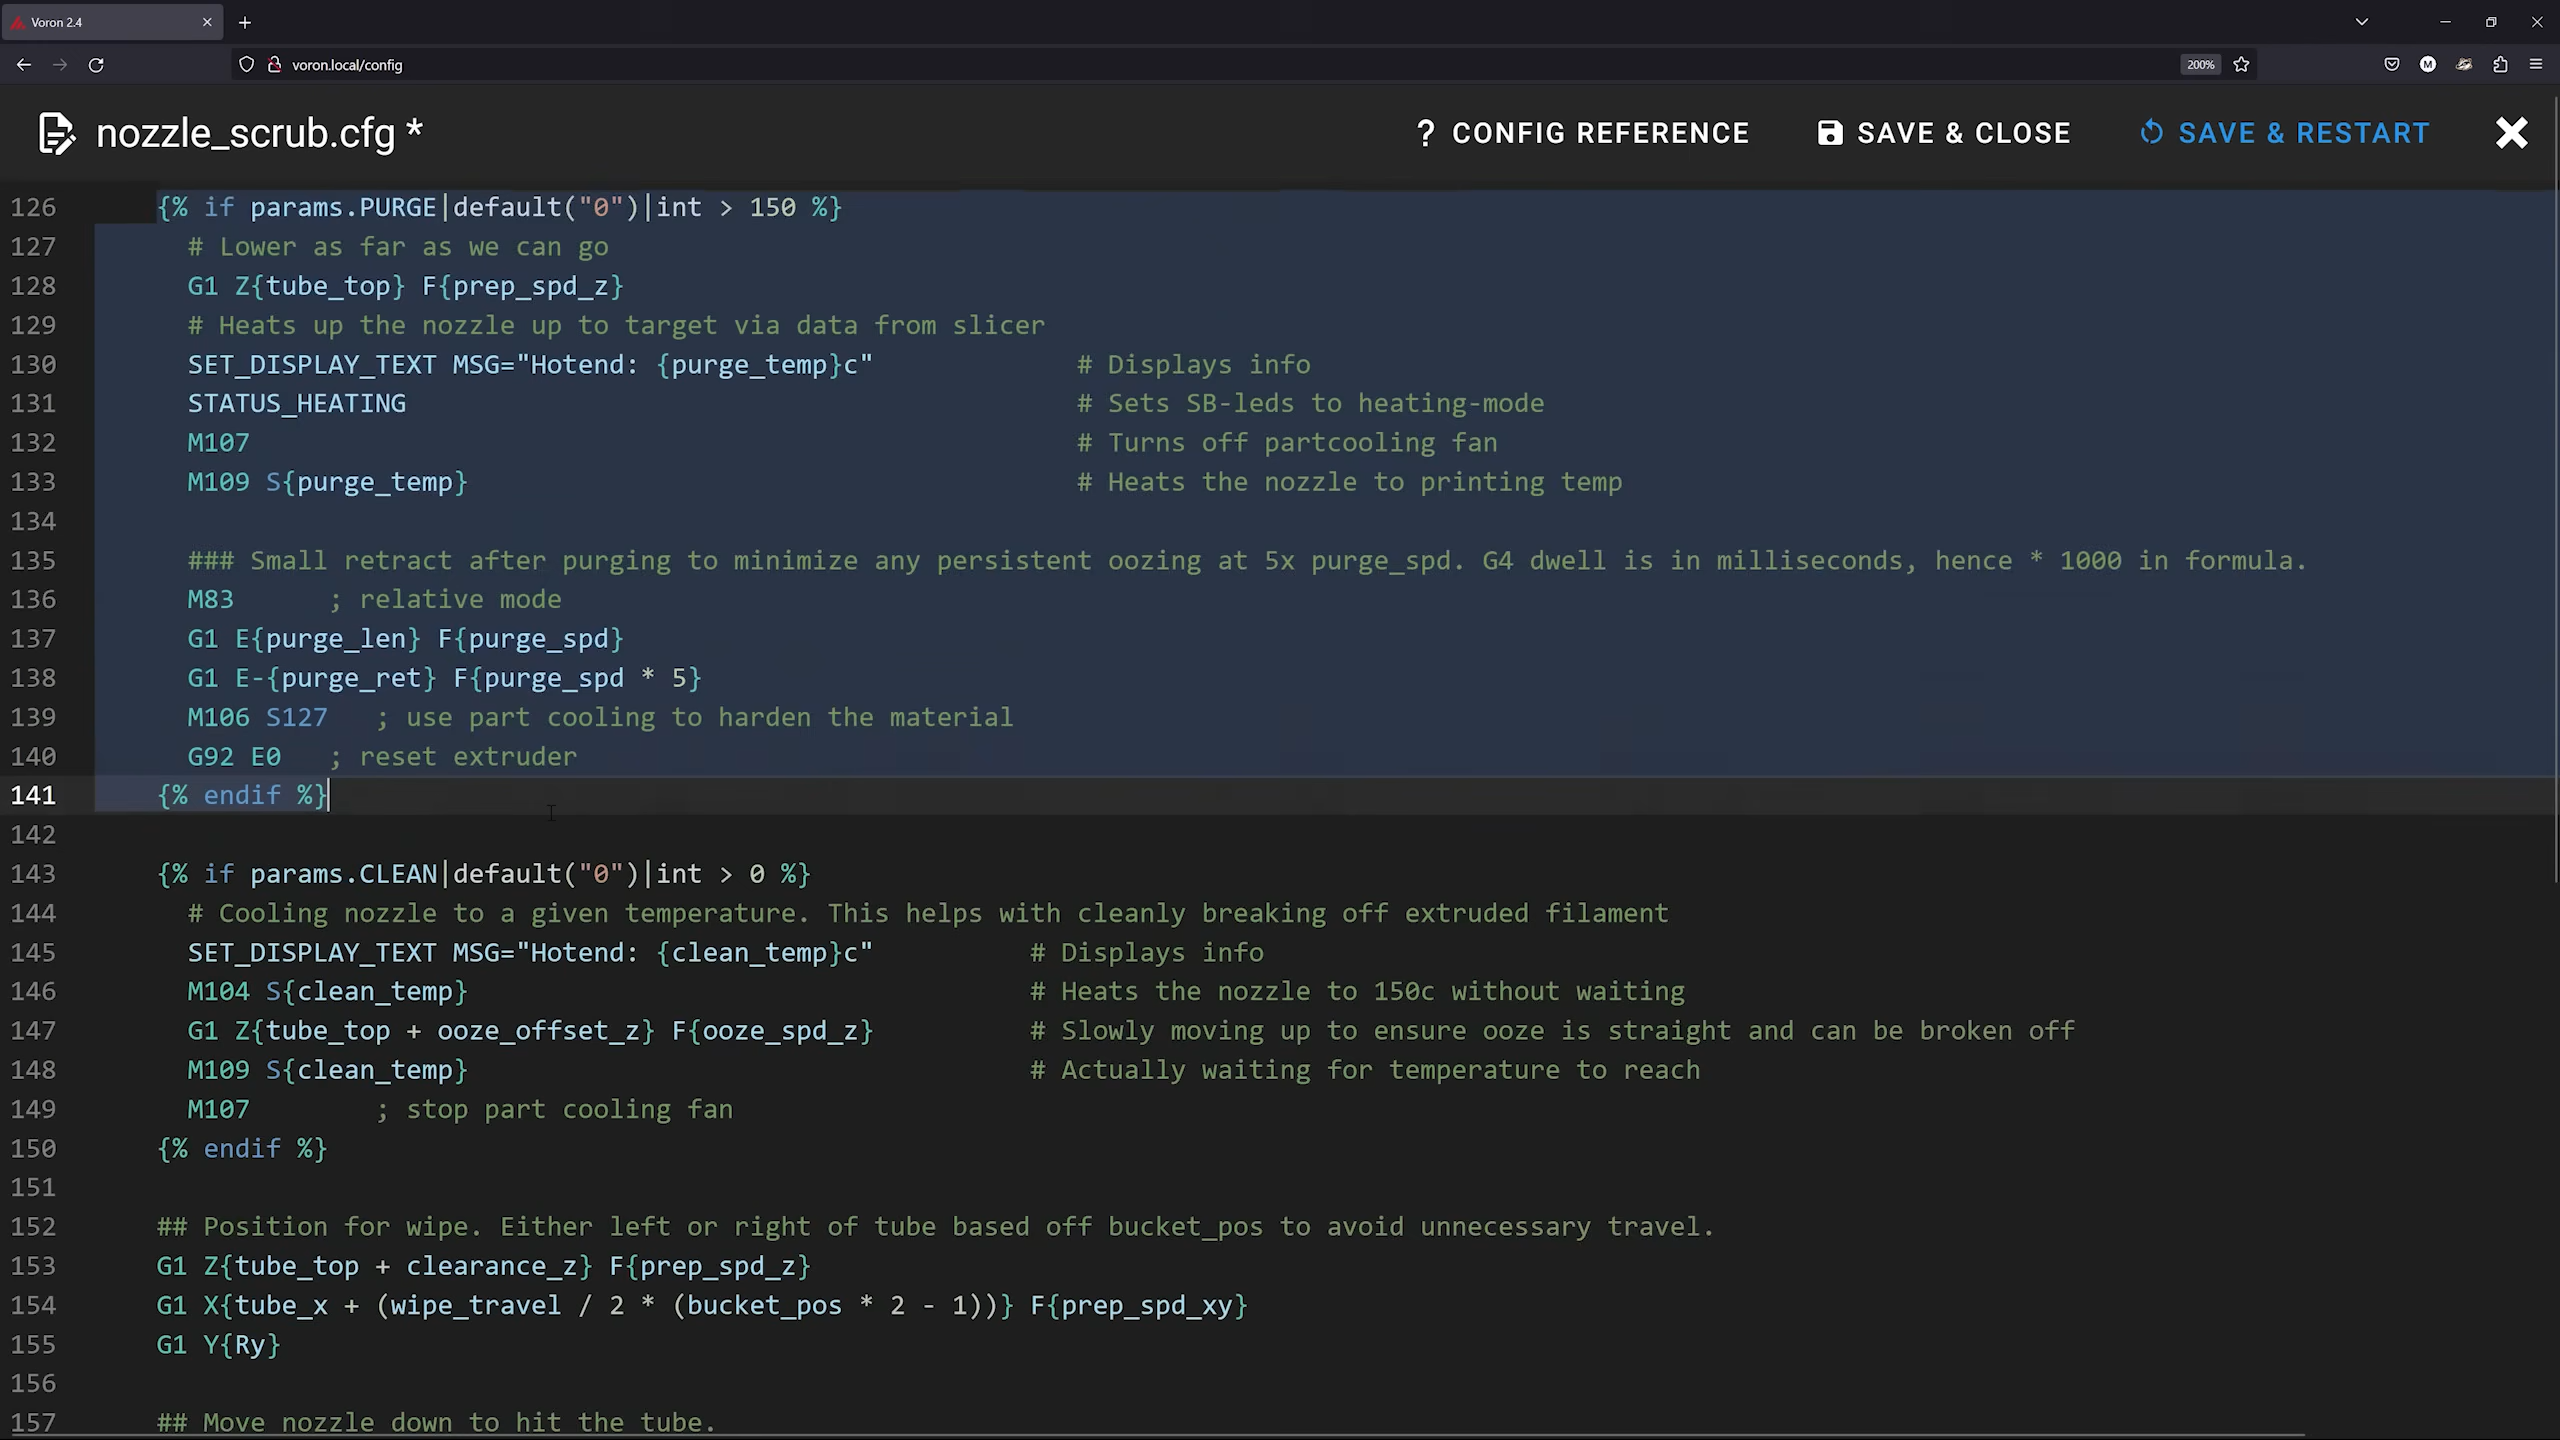 Voron 2.4
voron.local/config
200%
M
nozzle_scrub.cfg *
? CONFIG REFERENCE
SAVE & CLOSE
SAVE & RESTART
126 {% if params.PURGE|default("0")|int > 150 %}
127 # Lower as far as we can go
128 G1 Z{tube_top} F{prep_spd_z}
129 # Heats up the nozzle up to target via data from slicer
130 SET_DISPLAY_TEXT MSG="Hotend: {purge_temp}c" # Displays info
131 STATUS_HEATING # Sets SB-leds to heating-mode
132 M107 # Turns off partcooling fan
133 M109 S{purge_temp} # Heats the nozzle to printing temp
134
135 ### Small retract after purging to minimize any persistent oozing at 5x purge_spd. G4 dwell is in milliseconds, hence * 1000 in formula.
136 M83 ; relative mode
137 G1 E{purge_len} F{purge_spd}
138 G1 E-{purge_ret} F{purge_spd * 5}
139 M106 S127 ; use part cooling to harden the material
140 G92 E0 ; reset extruder
141 {% endif %}
142
143 {% if params.CLEAN|default("0")|int > 0 %}
144 # Cooling nozzle to a given temperature. This helps with cleanly breaking off extruded filament
145 SET_DISPLAY_TEXT MSG="Hotend: {clean_temp}c" # Displays info
146 M104 S{clean_temp} # Heats the nozzle to 150c without waiting
147 G1 Z{tube_top + ooze_offset_z} F{ooze_spd_z} # Slowly moving up to ensure ooze is straight and can be broken off
148 M109 S{clean_temp} # Actually waiting for temperature to reach
149 M107 ; stop part cooling fan
150 {% endif %}
151
152 ## Position for wipe. Either left or right of tube based off bucket_pos to avoid unnecessary travel.
153 G1 Z{tube_top + clearance_z} F{prep_spd_z}
154 G1 X{tube_x + (wipe_travel / 2 * (bucket_pos * 2 - 1))} F{prep_spd_xy}
155 G1 Y{Ry}
156
157 ## Move nozzle down to hit the tube.